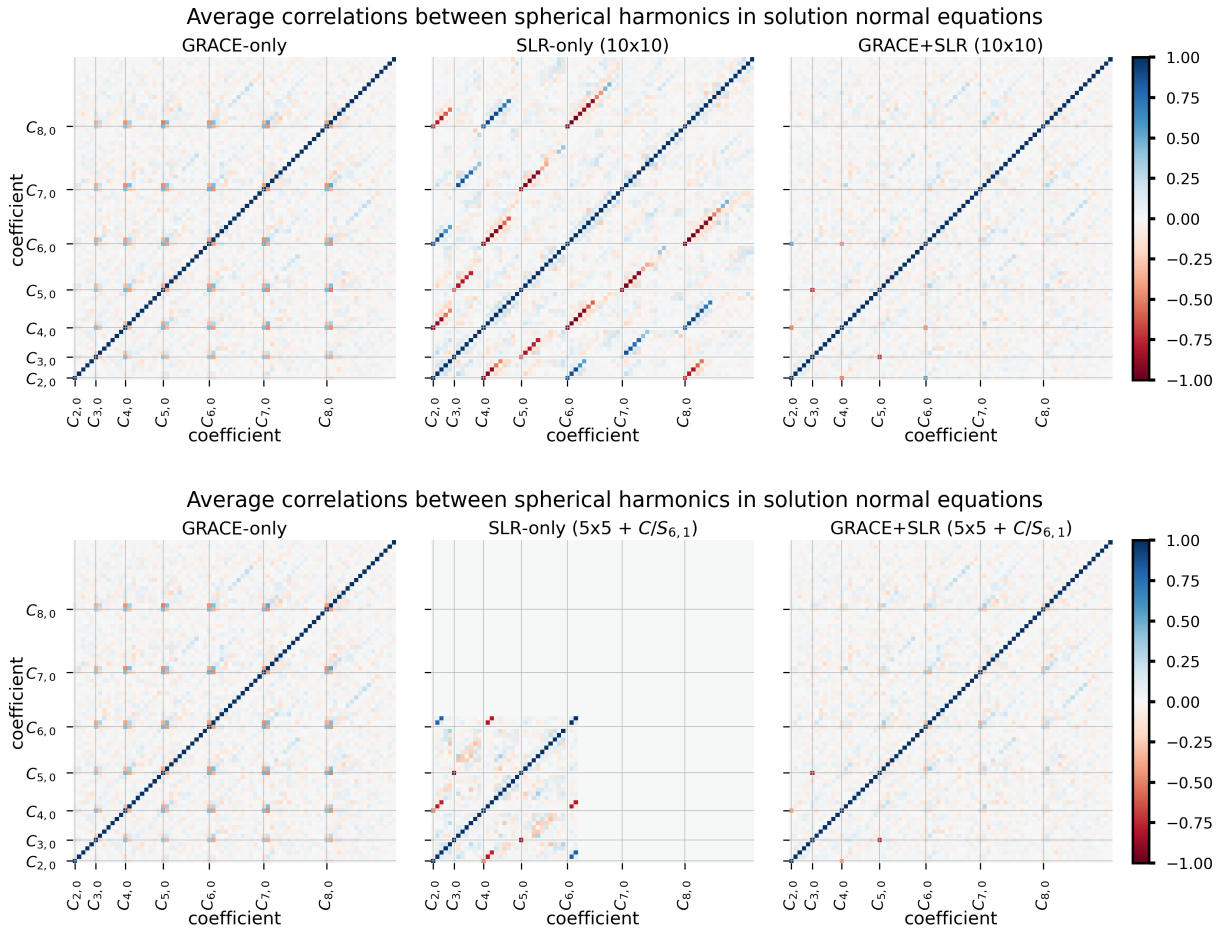 Average correlations between spherical harmonics in solution normal equations
GRACE-only
SLR-only (10x10)
GRACE+SLR (10x10)
coefficient
C8,0
C7,0
C6,0
C5,0
C4,0
C3,0
C2,0
C2,0 C3,0 C4,0 C5,0 C6,0 C7,0 C8,0
coefficient
C2,0 C3,0 C4,0 C5,0 C6,0 C7,0 C8,0
coefficient
C2,0 C3,0 C4,0 C5,0 C6,0 C7,0 C8,0
coefficient
1.00
0.75
0.50
0.25
0.00
−0.25
−0.50
−0.75
−1.00
Average correlations between spherical harmonics in solution normal equations
GRACE-only
SLR-only (5x5 + C/S6,1)
GRACE+SLR (5x5 + C/S6,1)
coefficient
C8,0
C7,0
C6,0
C5,0
C4,0
C3,0
C2,0
C2,0 C3,0 C4,0 C5,0 C6,0 C7,0 C8,0
coefficient
C2,0 C3,0 C4,0 C5,0 C6,0 C7,0 C8,0
coefficient
C2,0 C3,0 C4,0 C5,0 C6,0 C7,0 C8,0
coefficient
1.00
0.75
0.50
0.25
0.00
−0.25
−0.50
−0.75
−1.00